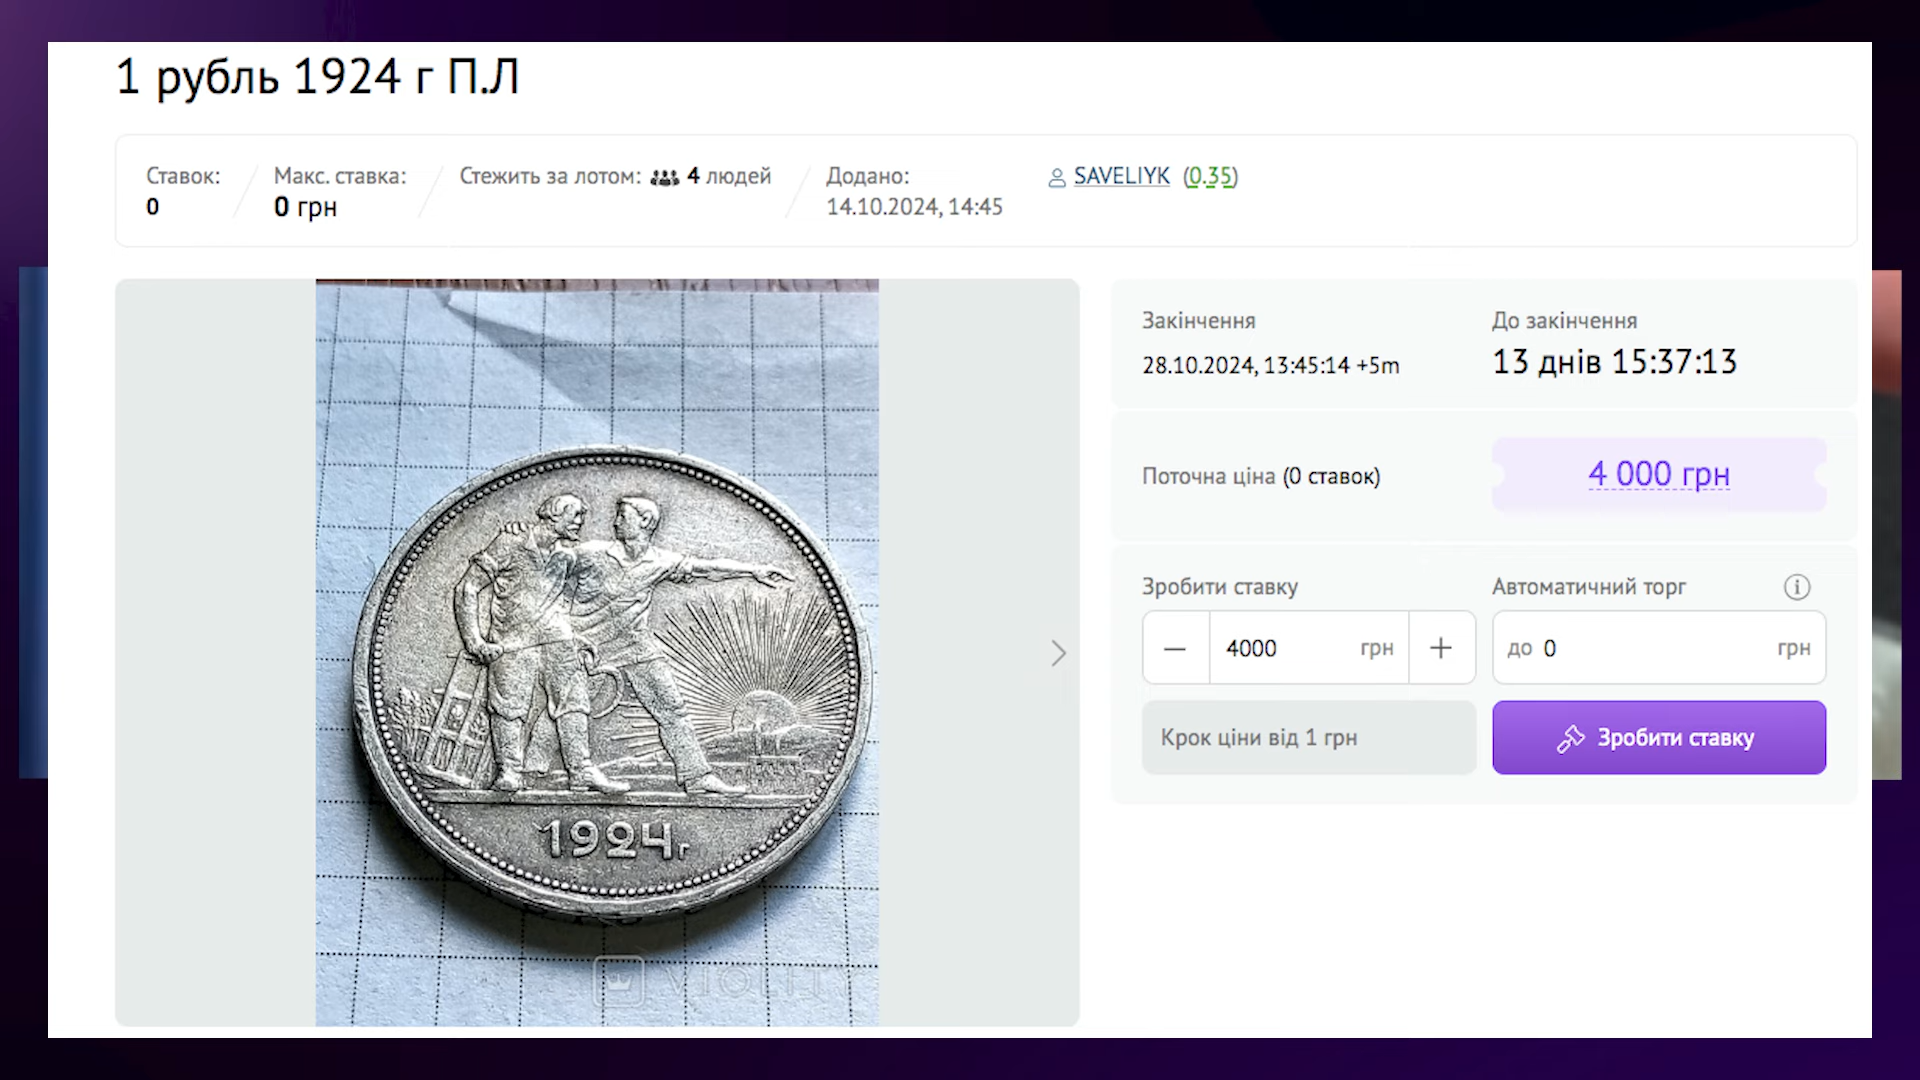 1 рубль 1924 г П.Л
Ставок:
0
Макс. ставка:
0 грн
Стежить за лотом: 4 людей
Додано:
14.10.2024, 14:45
SAVELIYK (0.35)
1924г
VIOLITY
Закінчення
28.10.2024, 13:45:14 +5m
До закінчення
13 днів 15:37:13
Поточна ціна (0 ставок)
4 000 грн
Зробити ставку
4000 грн
Автоматичний торг
до 0 грн
Крок ціни від 1 грн
Зробити ставку